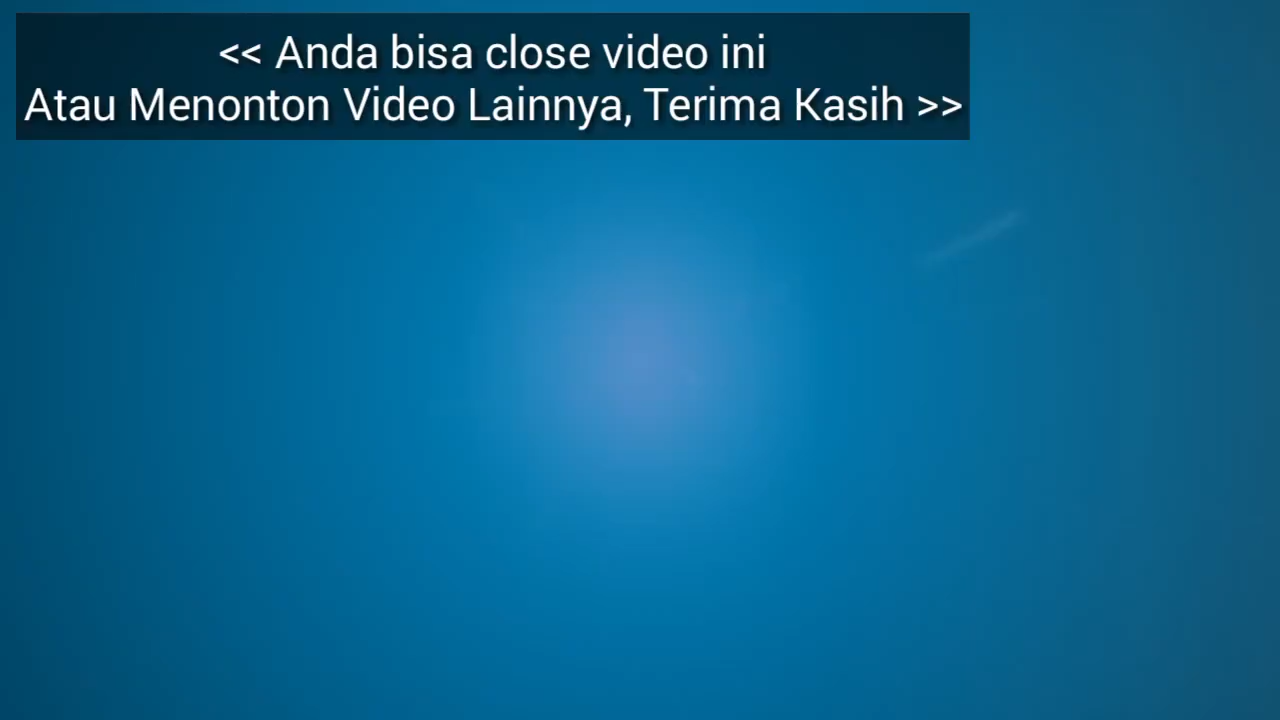 << Anda bisa close video ini
Atau Menonton Video Lainnya, Terima Kasih >>